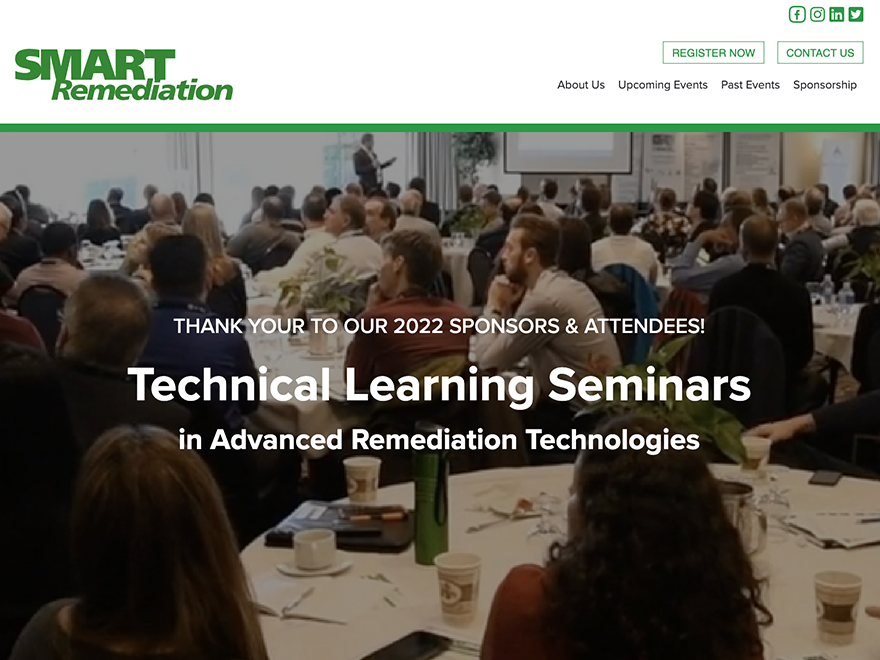 REGISTER NOW
CONTACT US
SMART
Remediation
About Us Upcoming Events Past Events Sponsorship
THANK YOUR TO OUR 2022 SPONSORS & ATTENDEES!
Technical Learning Seminars
in Advanced Remediation Technologies